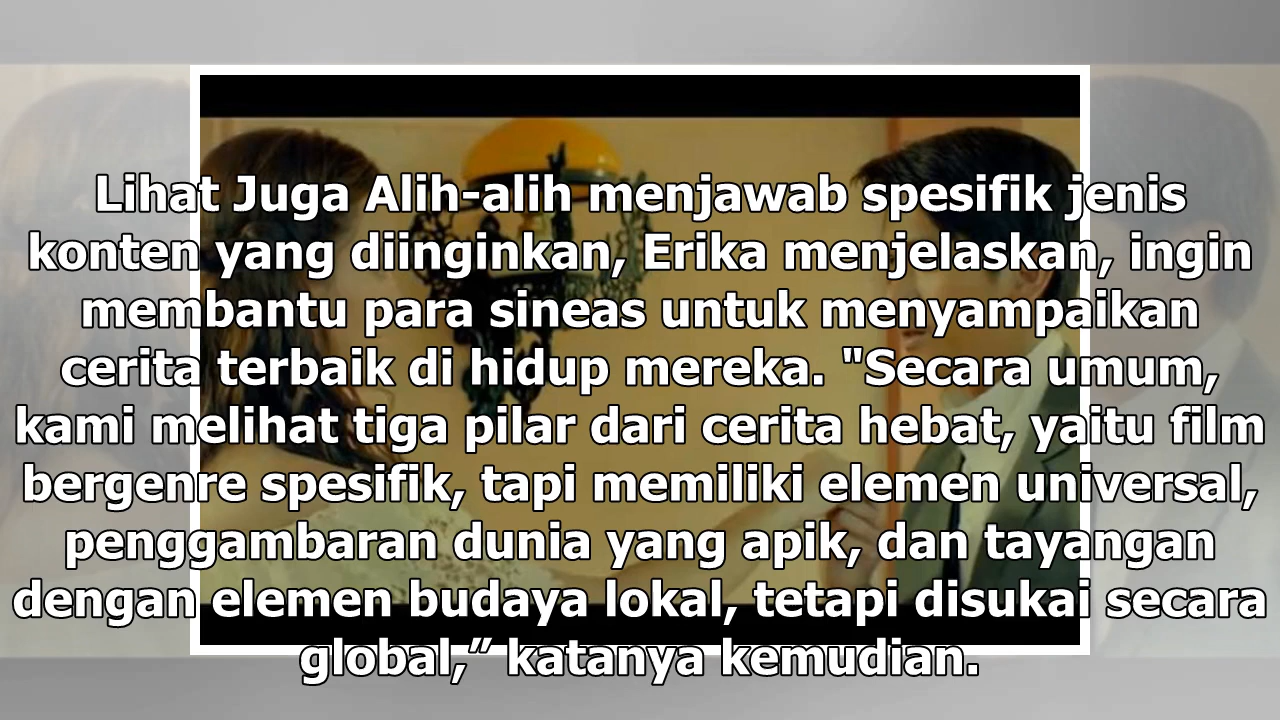 Lihat Juga Alih-alih menjawab spesifik jenis
konten yang diinginkan, Erika menjelaskan, ingin
membantu para sineas untuk menyampaikan
cerita terbaik di hidup mereka. "Secara umum,
kami melihat tiga pilar dari cerita hebat, yaitu film
bergenre spesifik, tapi memiliki elemen universal,
penggambaran dunia yang apik, dan tayangan
dengan elemen budaya lokal, tetapi disukai secara
global,” katanya kemudian.